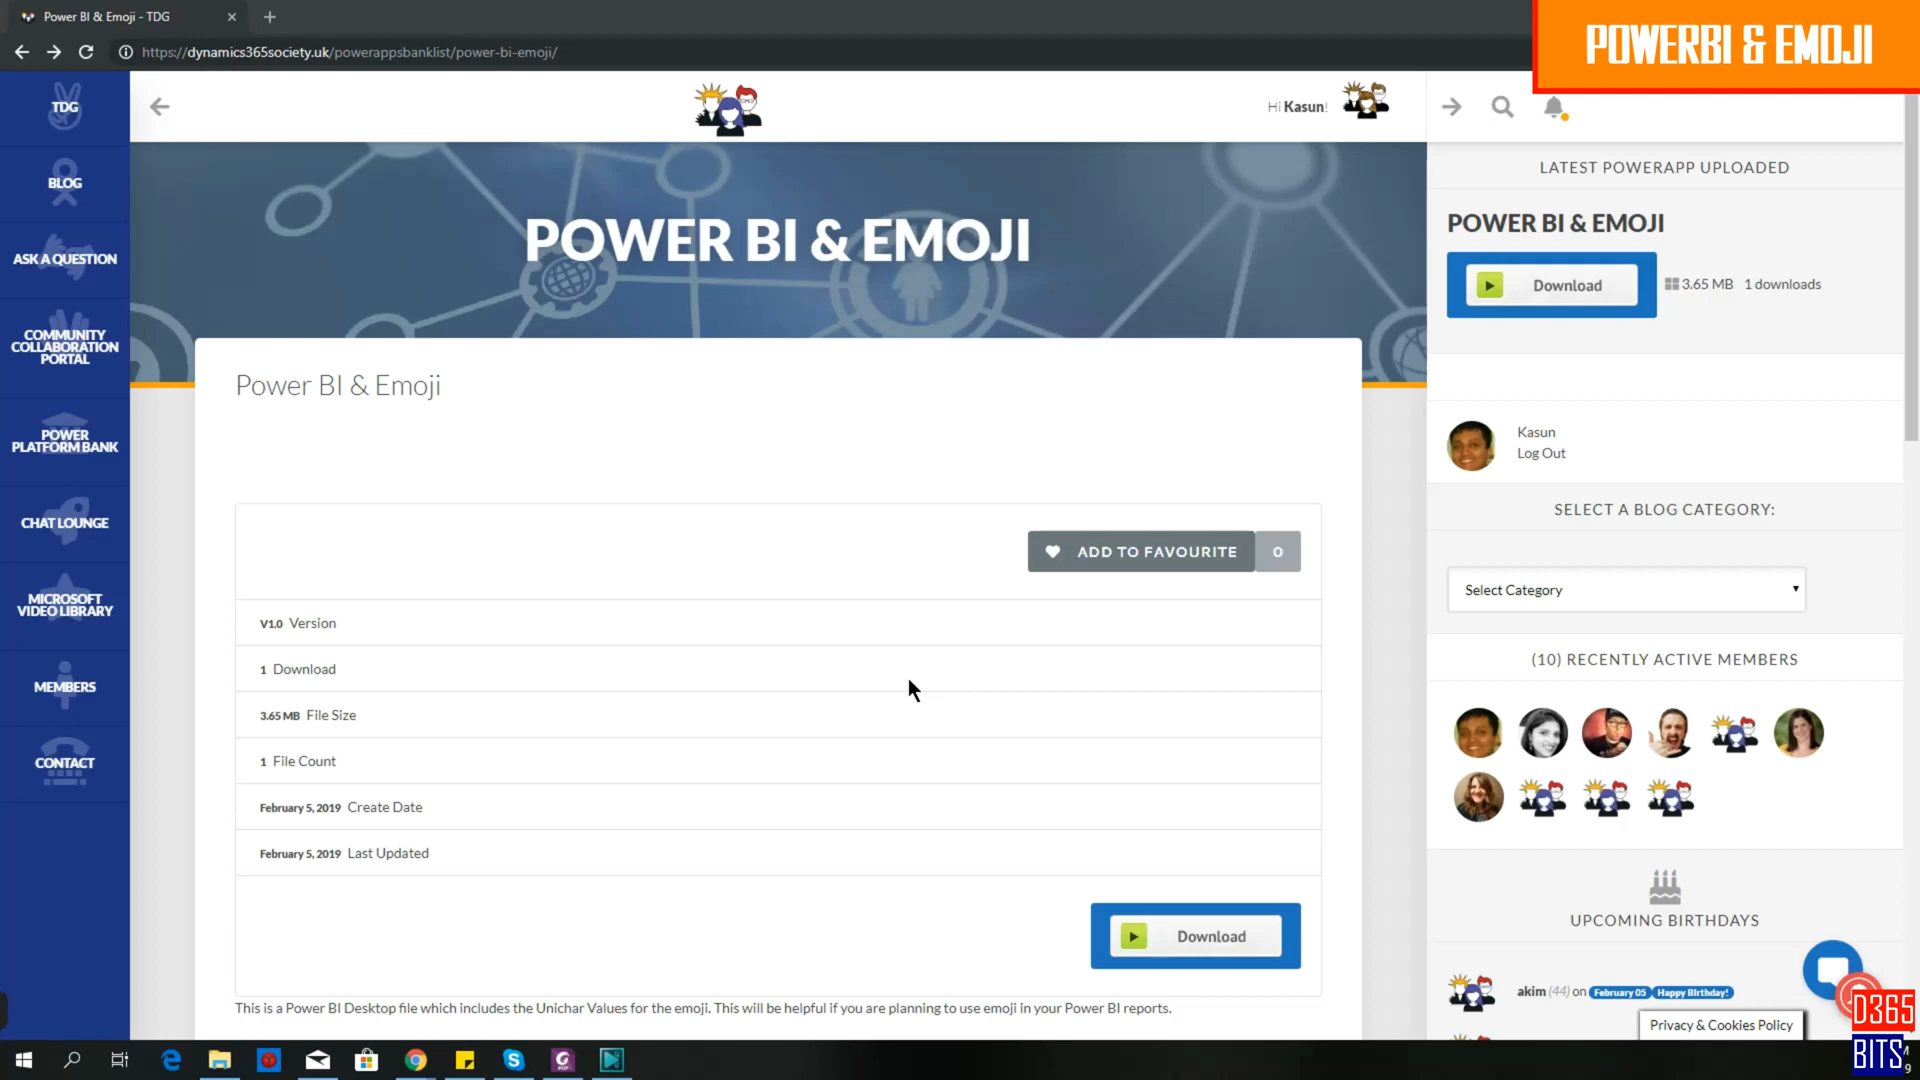 Power BI & Emoji - TDG
https://dynamics365society.uk/powerappsbanklist/power-bi-emoji/
POWERBI & EMOJI
TDG
BLOG
ASK A QUESTION
COMMUNITY
COLLABORATION
PORTAL
POWER
PLATFORM BANK
CHAT LOUNGE
MICROSOFT
VIDEO LIBRARY
MEMBERS
CONTACT
Hi Kasun!
POWER BI & EMOJI
Power BI & Emoji
ADD TO FAVOURITE 0
V1.0 Version
1 Download
3.65 MB File Size
1 File Count
February 5, 2019 Create Date
February 5, 2019 Last Updated
Download
This is a Power BI Desktop file which includes the Unichar Values for the emoji. This will be helpful if you are planning to use emoji in your Power BI reports.
LATEST POWERAPP UPLOADED
POWER BI & EMOJI
Download 3.65 MB 1 downloads
Kasun
Log Out
SELECT A BLOG CATEGORY:
Select Category
(10) RECENTLY ACTIVE MEMBERS
UPCOMING BIRTHDAYS
akim (44) on February 05 Happy Birthday!
Privacy & Cookies Policy
D365
BITS